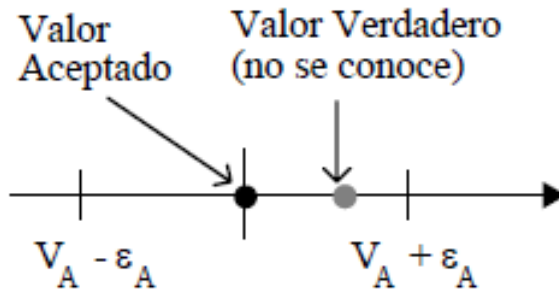 Valor
Aceptado
Valor Verdadero
(no se conoce)
V_A - ε_A
V_A + ε_A